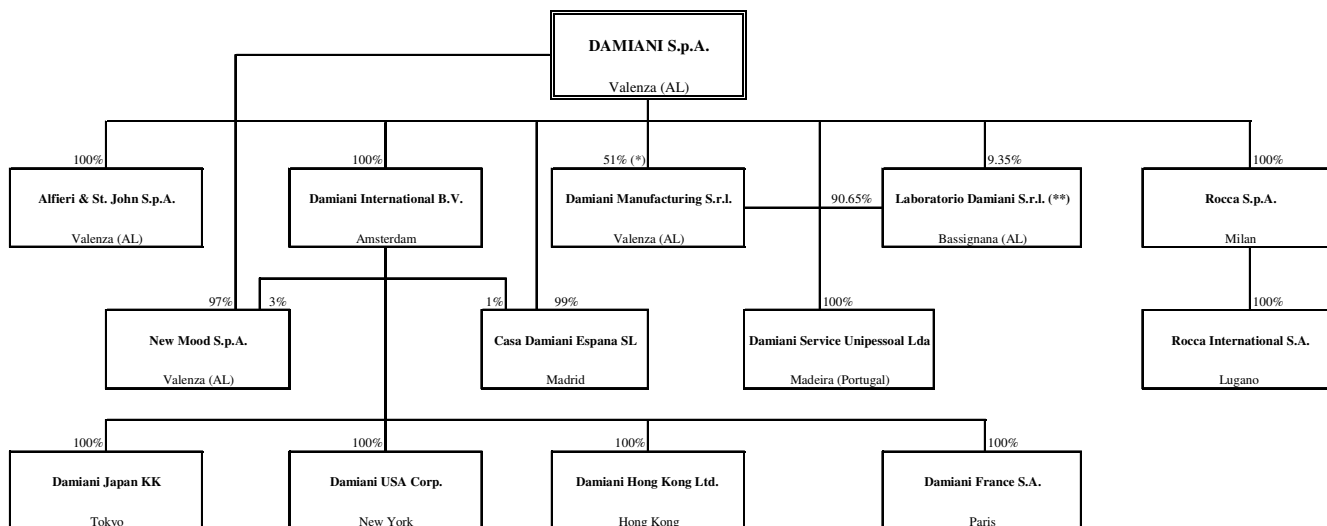 DAMIANI S.p.A.
Valenza (AL)
100%
100%
51% (*)
9.35%
100%
Alfieri & St. John S.p.A.
Valenza (AL)
Damiani International B.V.
Amsterdam
Damiani Manufacturing S.r.l.
Valenza (AL)
90.65%
Laboratorio Damiani S.r.l. (**)
Bassignana (AL)
Rocca S.p.A.
Milan
97%
3%
1%
99%
100%
100%
New Mood S.p.A.
Valenza (AL)
Casa Damiani Espana SL
Madrid
Damiani Service Unipessoal Lda
Madeira (Portugal)
Rocca International S.A.
Lugano
100%
100%
100%
100%
Damiani Japan KK
Tokyo
Damiani USA Corp.
New York
Damiani Hong Kong Ltd.
Hong Kong
Damiani France S.A.
Paris